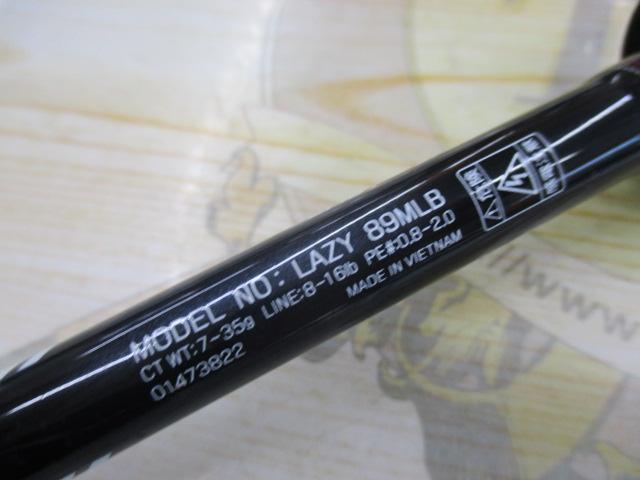 MODEL NO: LAZY 89MLB
CT WT:7-35g LINE:8-16lb PE#:0.8-2.0
01473822 MADE IN VIETNAM